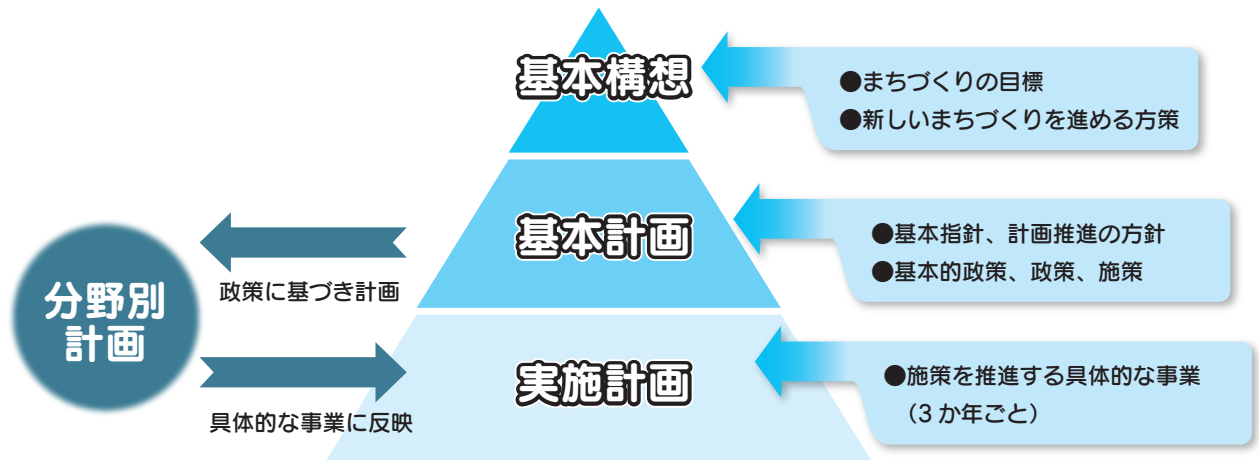 基本構想
●まちづくりの目標
●新しいまちづくりを進める方策
基本計画
●基本指針、計画推進の方針
●基本的政策、政策、施策
分野別
計画
政策に基づき計画
具体的な事業に反映
実施計画
●施策を推進する具体的な事業
（3か年ごと）